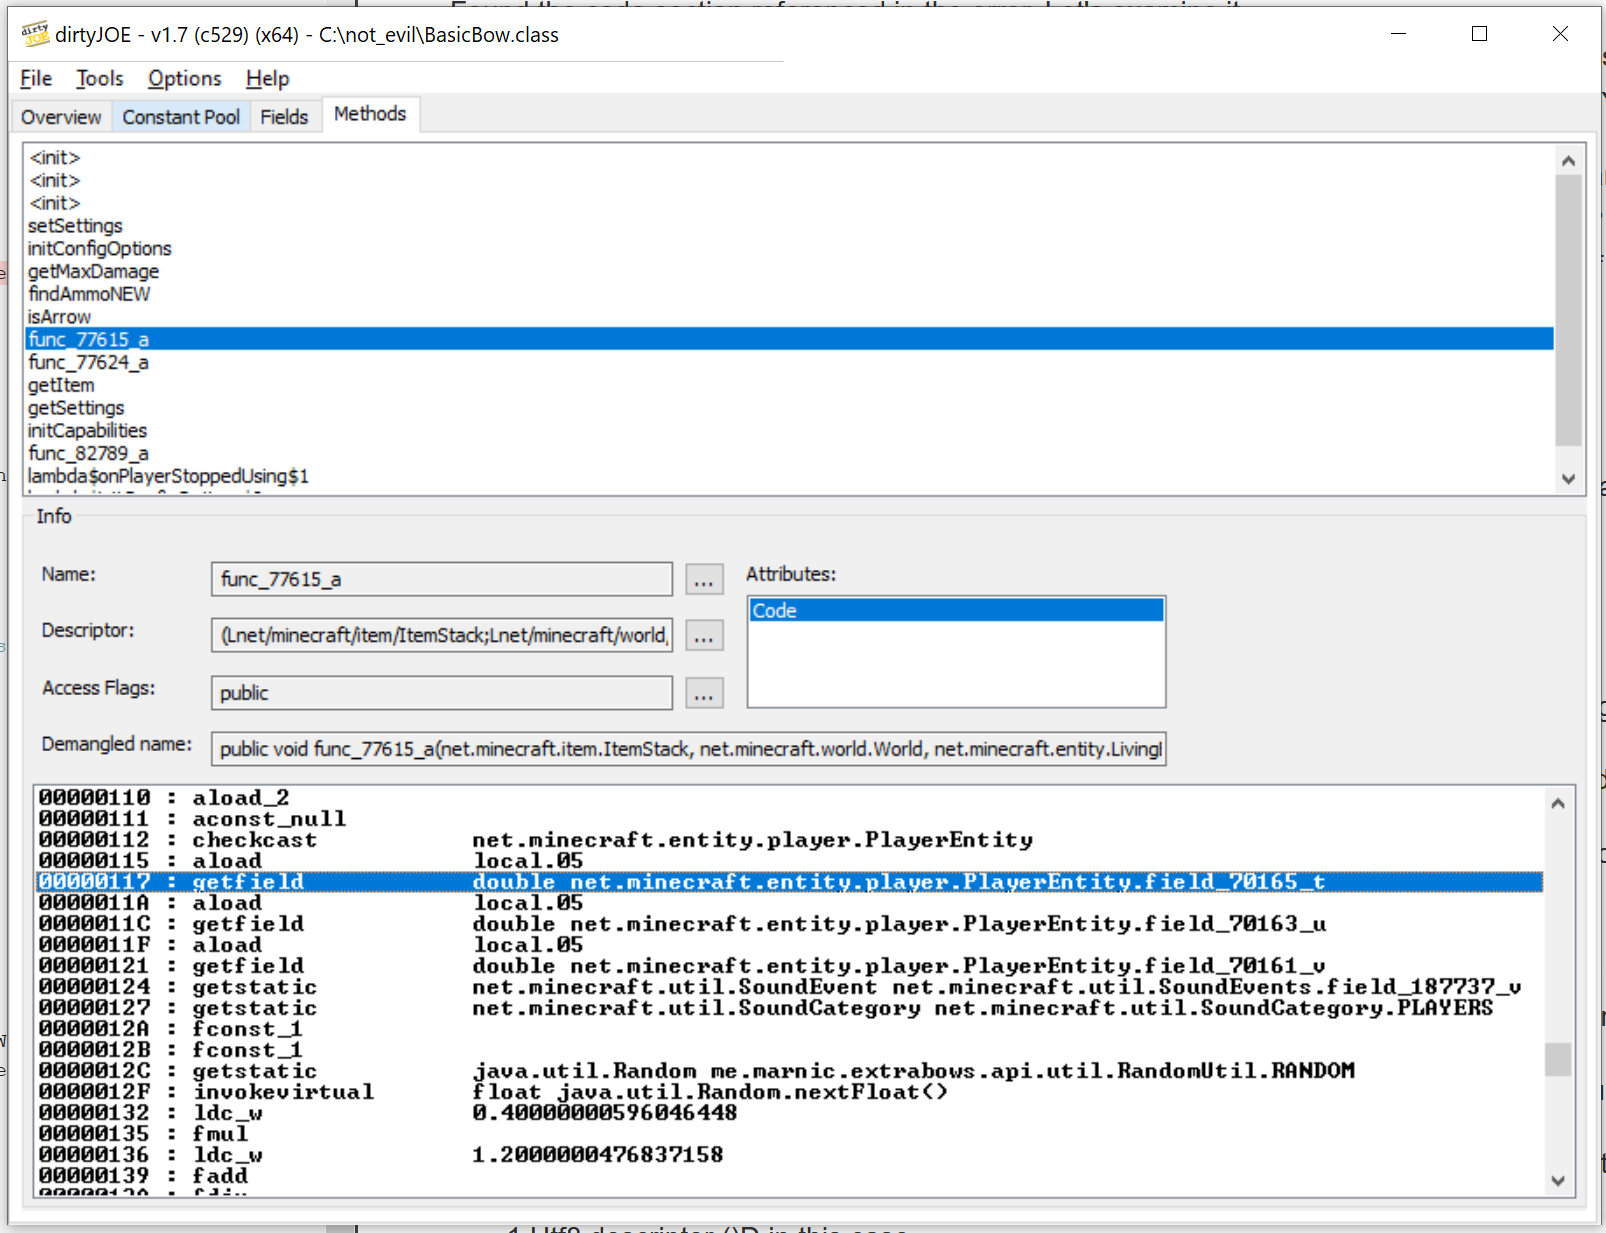 dirtyJOE - v1.7 (c529) (x64) - C:\not_evil\BasicBow.class
File Tools Options Help
Overview Constant Pool Fields Methods
<init>
<init>
<init>
setSettings
initConfigOptions
getMaxDamage
findAmmoNEW
isArrow
func_77615_a
func_77624_a
getItem
getSettings
initCapabilities
func_82789_a
lambda$onPlayerStoppedUsing$1
Info
Name: func_77615_a ...
Attributes:
Code
Descriptor: (Lnet/minecraft/item/ItemStack;Lnet/minecraft/world, ...
Access Flags: public ...
Demangled name: public void func_77615_a(net.minecraft.item.ItemStack, net.minecraft.world.World, net.minecraft.entity.Livingl
00000110 : aload_2
00000111 : aconst_null
00000112 : checkcast net.minecraft.entity.player.PlayerEntity
00000115 : aload local.05
00000117 : getfield double net.minecraft.entity.player.PlayerEntity.field_70165_t
0000011A : aload local.05
0000011C : getfield double net.minecraft.entity.player.PlayerEntity.field_70163_u
0000011F : aload local.05
00000121 : getfield double net.minecraft.entity.player.PlayerEntity.field_70161_v
00000124 : getstatic net.minecraft.util.SoundEvent net.minecraft.util.SoundEvents.field_187737_v
00000127 : getstatic net.minecraft.util.SoundCategory net.minecraft.util.SoundCategory.PLAYERS
0000012A : fconst_1
0000012B : fconst_1
0000012C : getstatic java.util.Random me.marnic.extrabows.api.util.RandomUtil.RANDOM
0000012F : invokevirtual float java.util.Random.nextFloat()
00000132 : ldc_w 0.40000000596046448
00000135 : fmul
00000136 : ldc_w 1.2000000476837158
00000139 : fadd